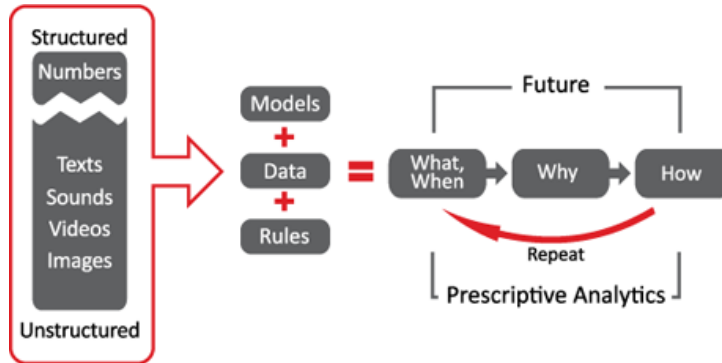 Structured
Numbers
Texts
Sounds
Videos
Images
Unstructured
Models
+
Data
+
Rules
=
Future
What,
When
Why
How
Repeat
Prescriptive Analytics